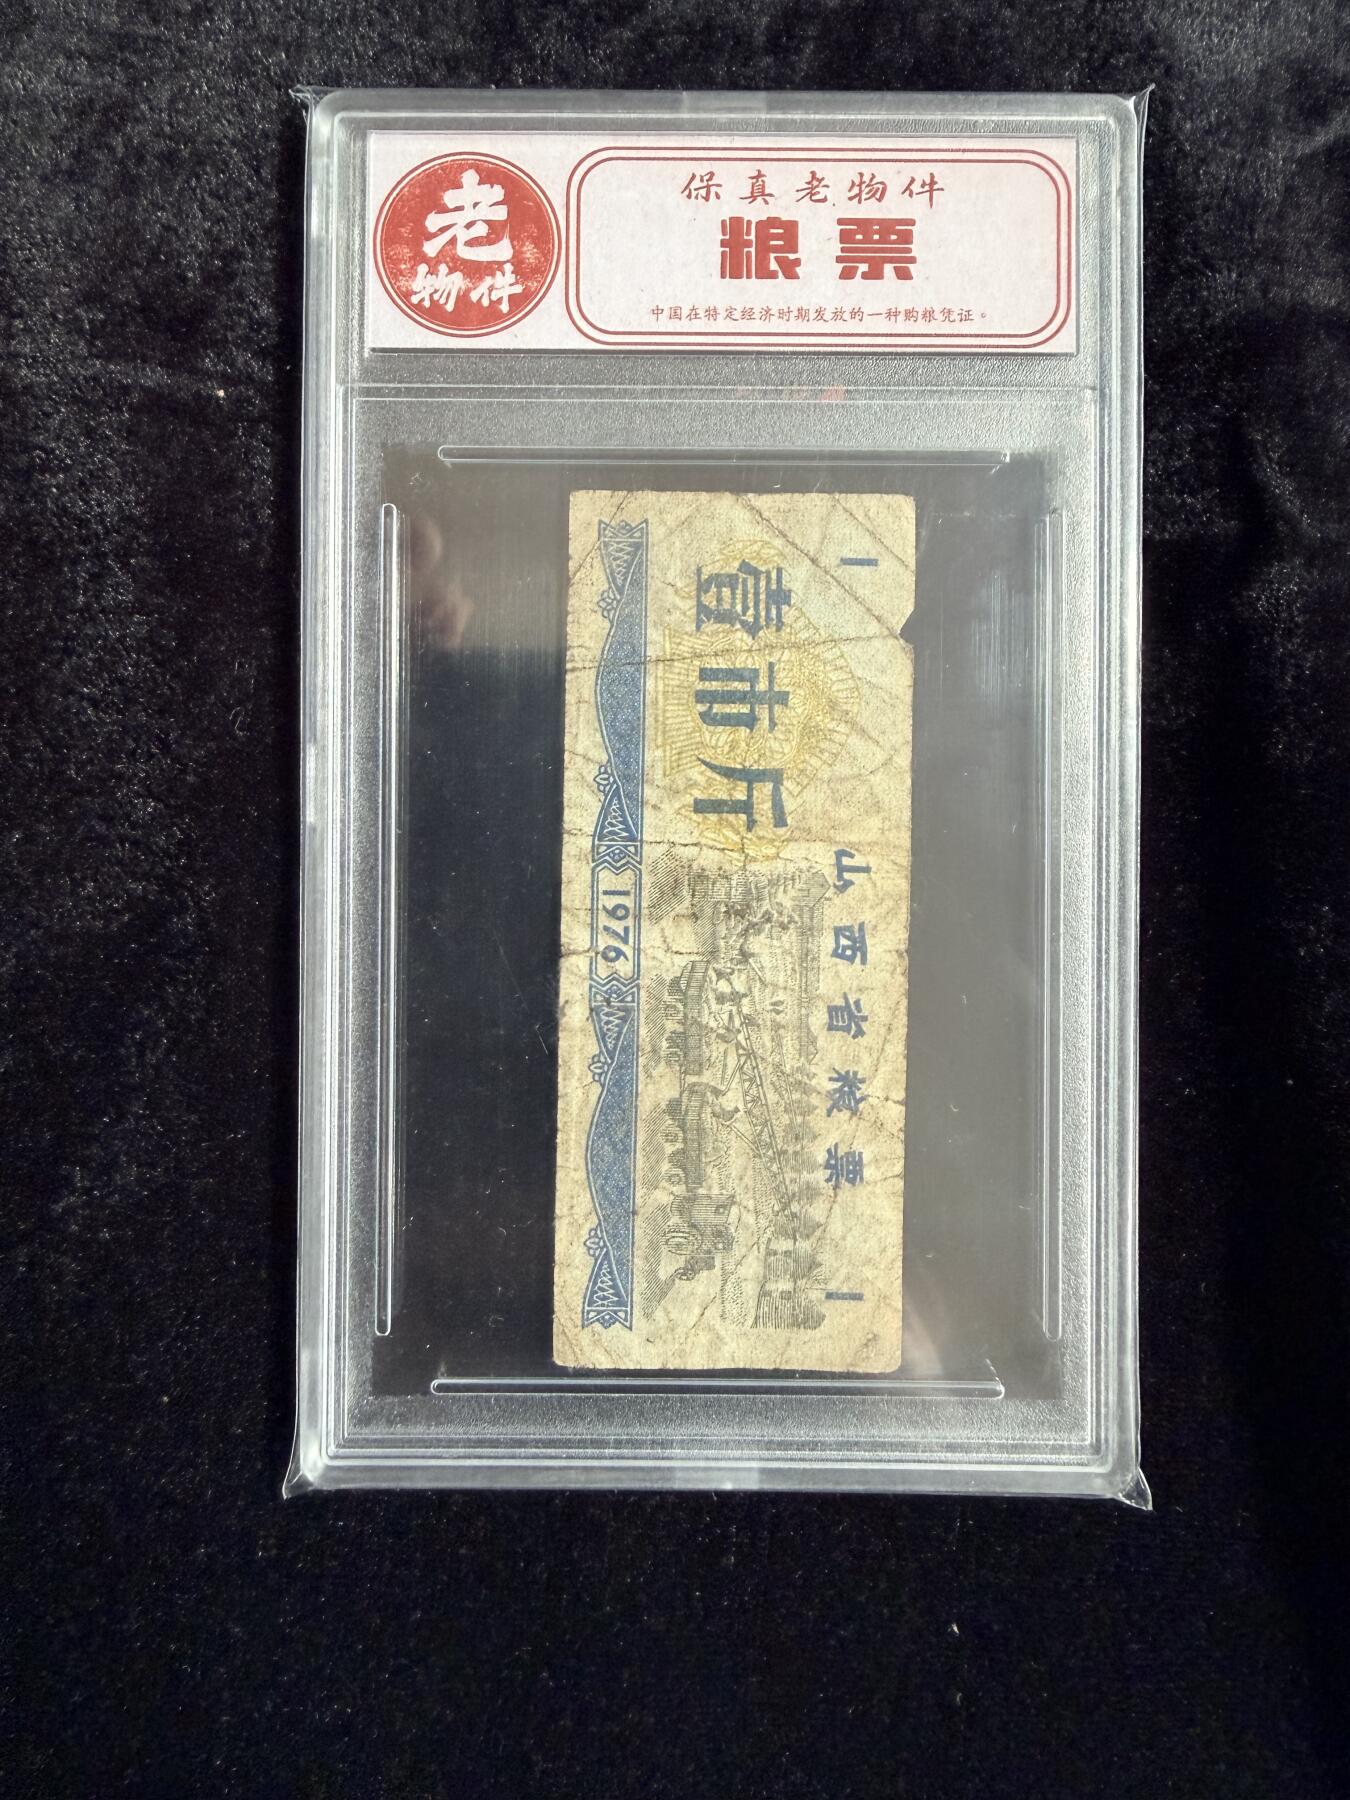 老
物件
保真老物件
粮票
中国在特定经济时期发放的一种购粮凭证。
山西省粮票
壹市斤
1976